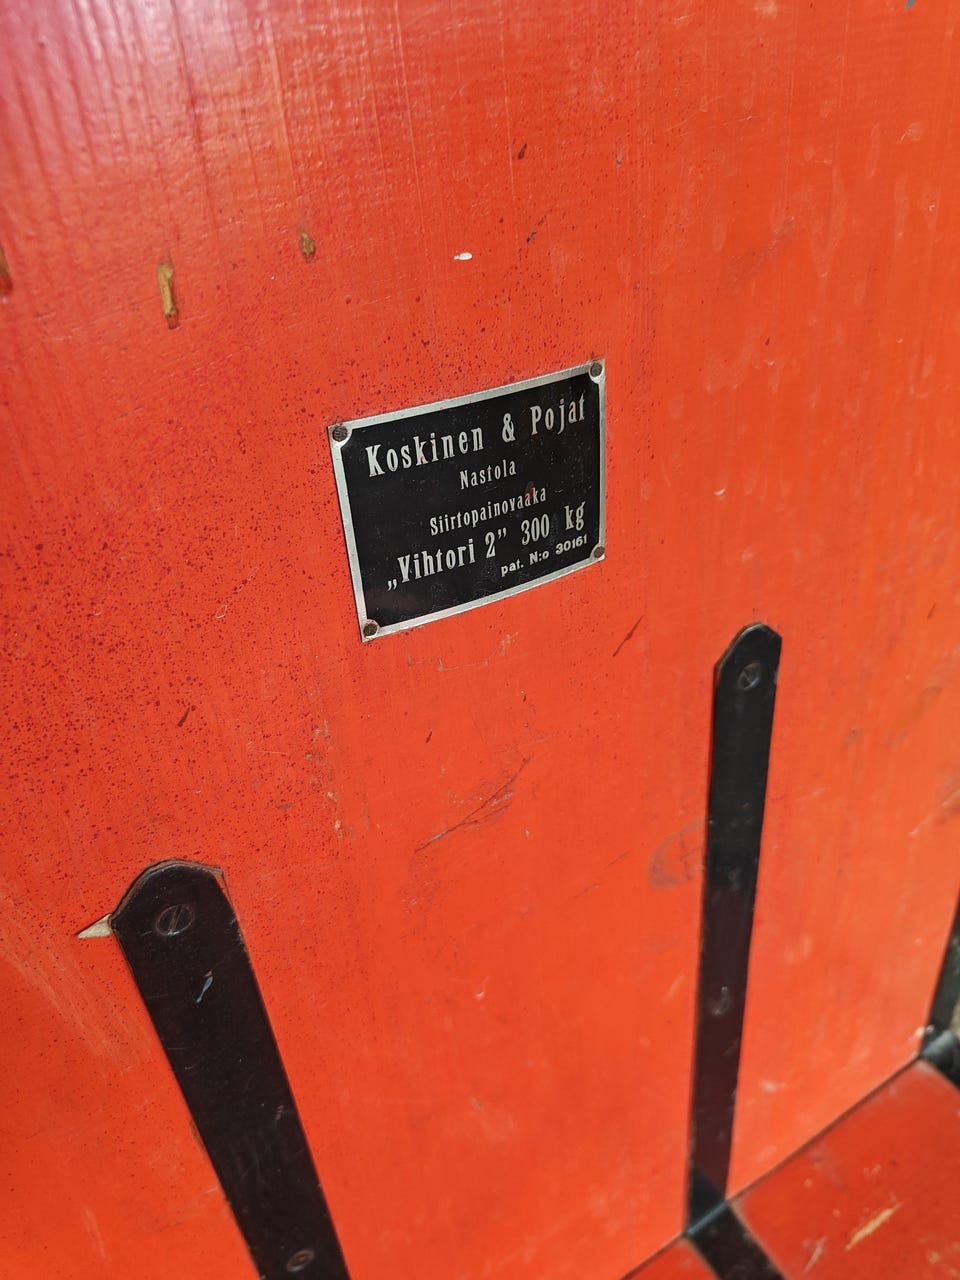 Koskinen & Pojat
Nastola
Siirtopainovaaka
„Vihtori 2” 300 kg
pat. N:o 30161